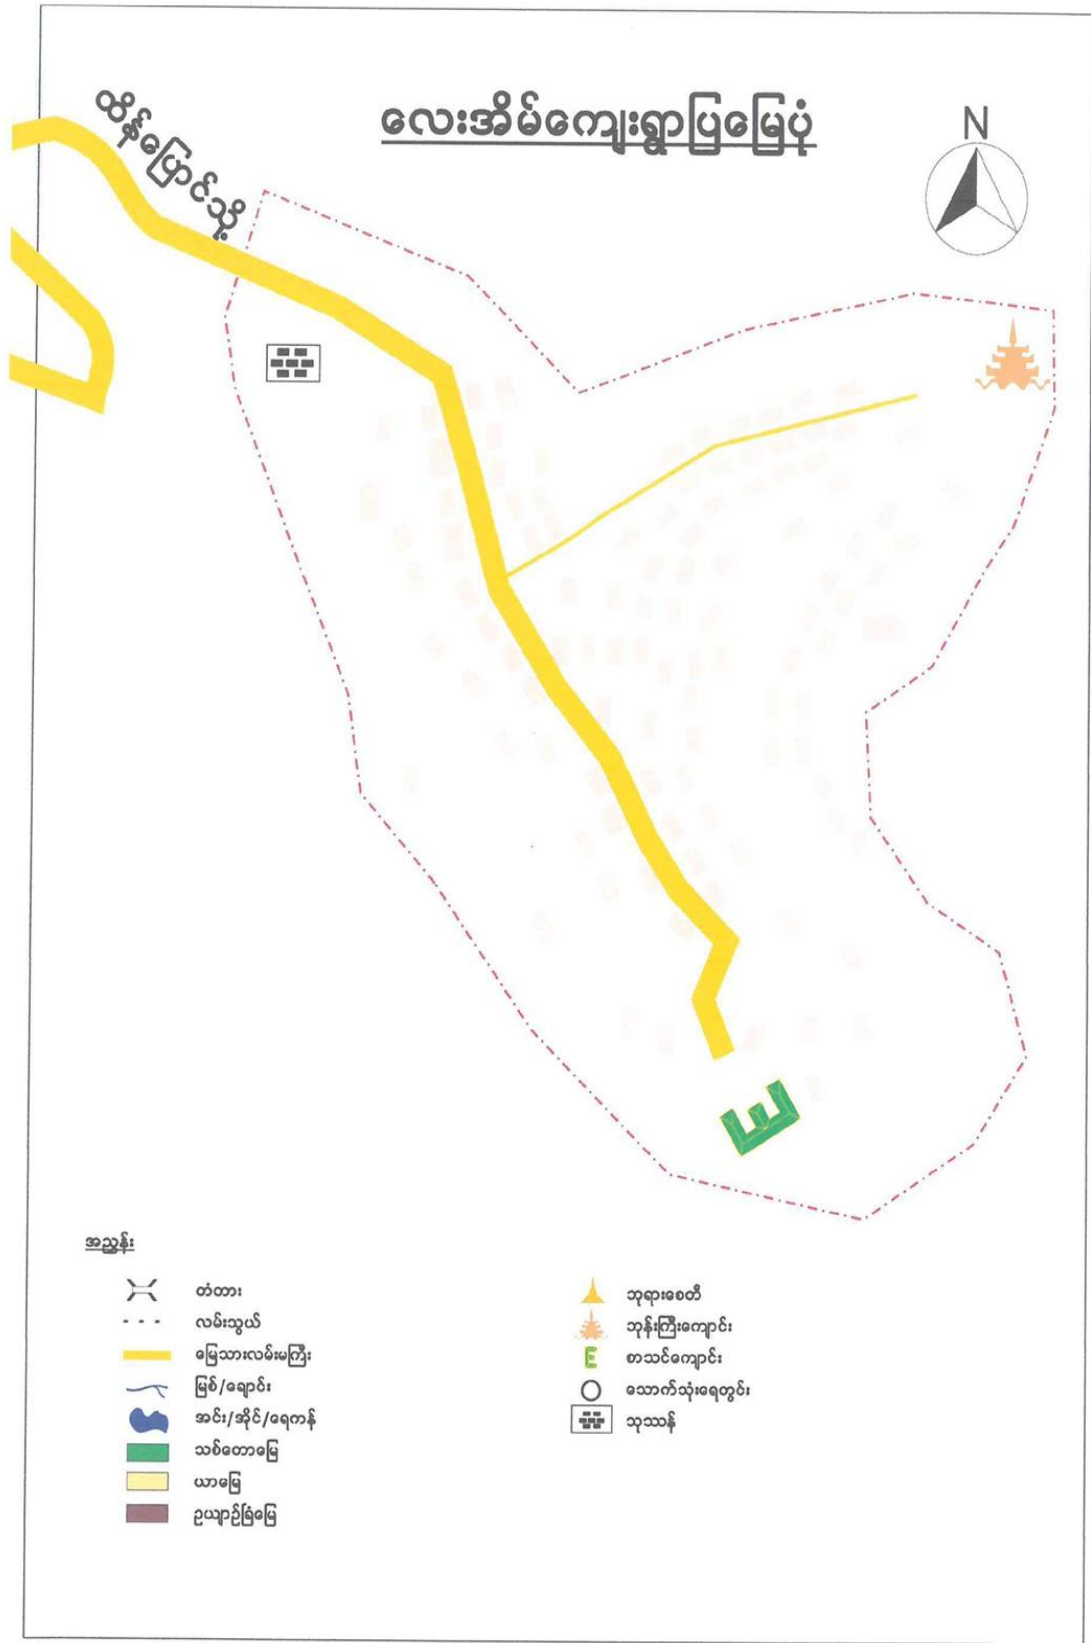 လေးအိမ်ကျေးရွာပြမြေပုံ
N
ထိန်ပြောင်သို့
အညွှန်း
တံတား
လမ်းသွယ်
မြေသားလမ်းမကြီး
မြစ်/ချောင်း
အင်း/အိုင်/ရေကန်
သစ်တောမြေ
ယာမြေ
ဥယျာဉ်ခြံမြေ
ဘုရားစေတီ
ဘုန်းကြီးကျောင်း
E စာသင်ကျောင်း
သောက်သုံးရေတွင်း
သုဿန်